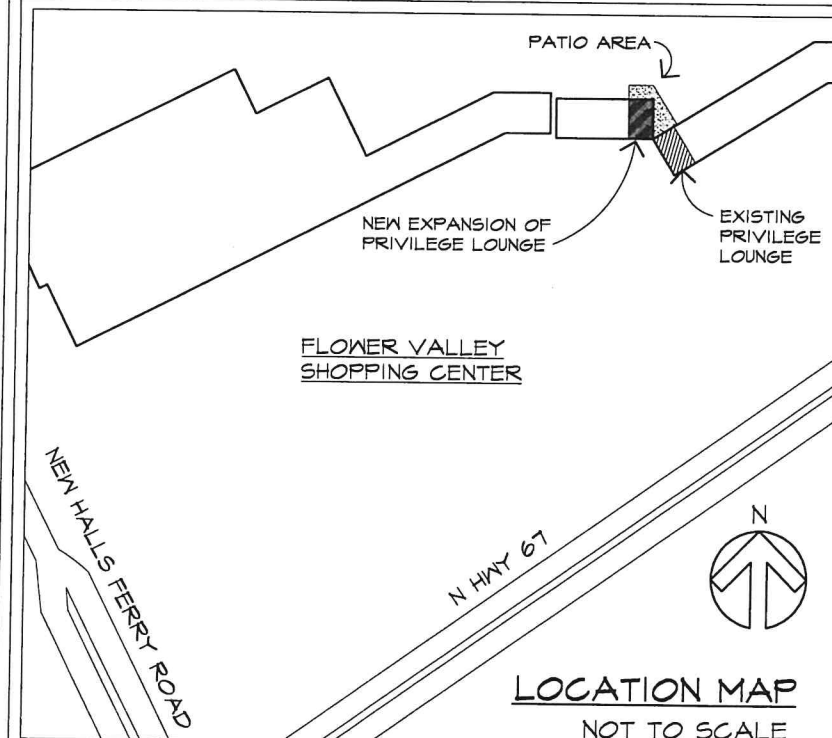 PATIO AREA
NEW EXPANSION OF
PRIVILEGE LOUNGE
EXISTING
PRIVILEGE
LOUNGE
FLOWER VALLEY
SHOPPING CENTER
NEW HALLS FERRY ROAD
N HWY 67
N
LOCATION MAP
NOT TO SCALE